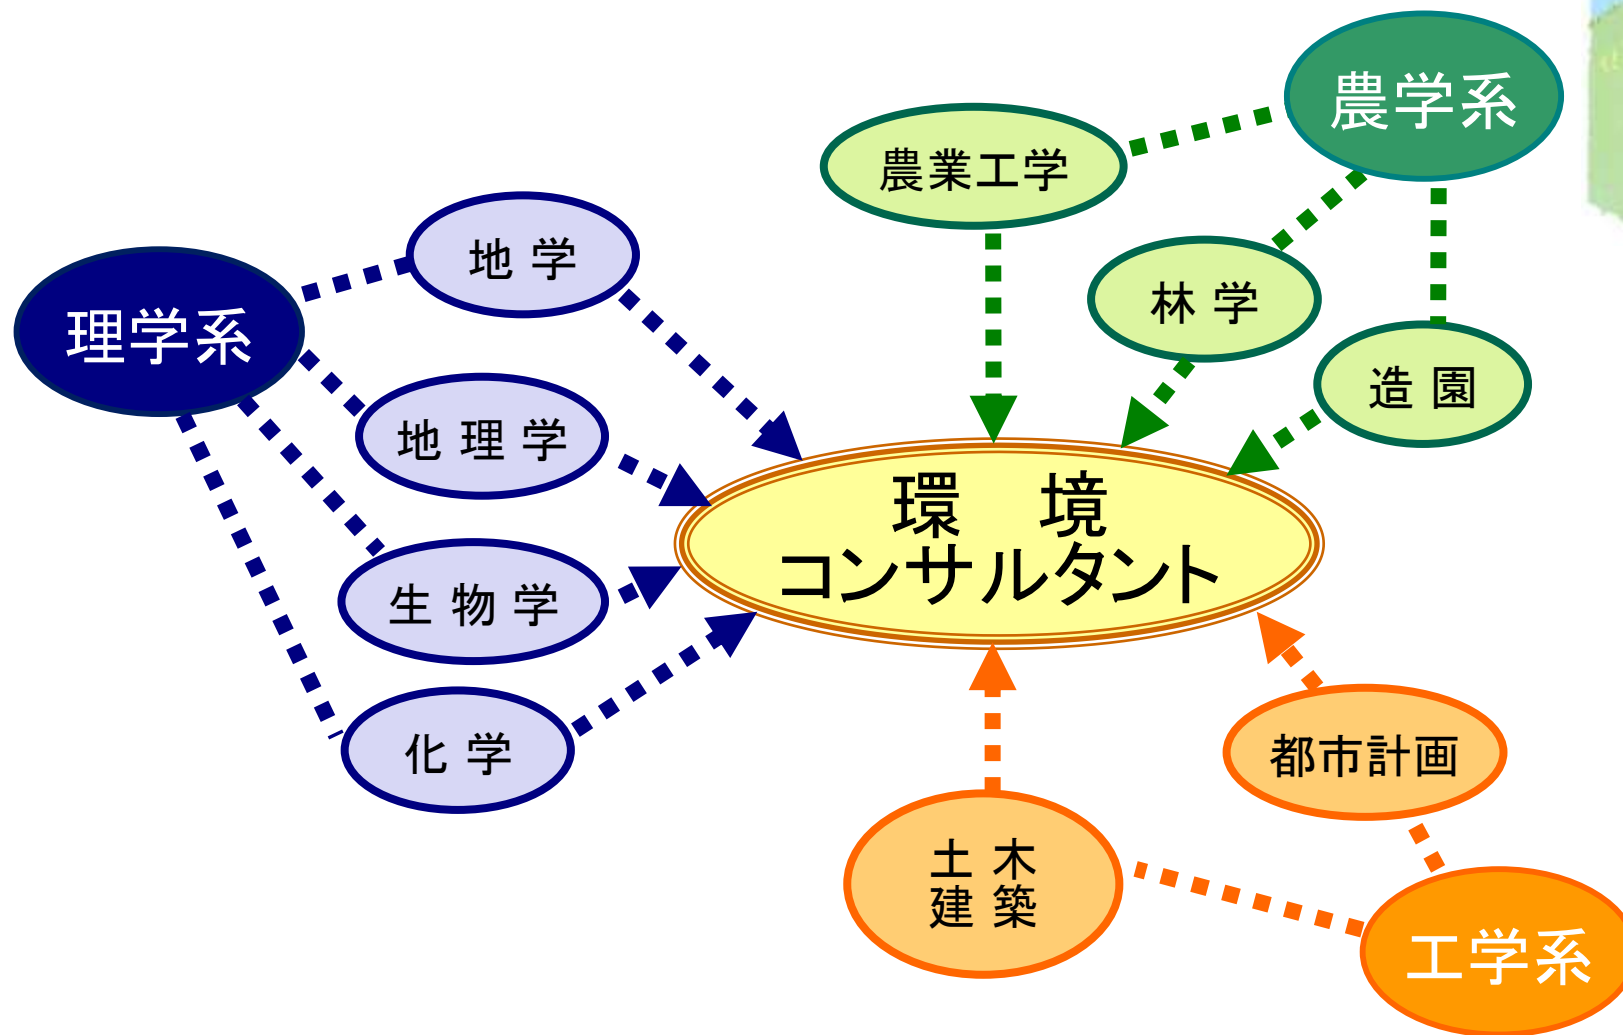 理学系
地 学
地 理 学
生 物 学
化 学
農学系
農業工学
林 学
造 園
環　境
コンサルタント
都市計画
土 木
建 築
工学系